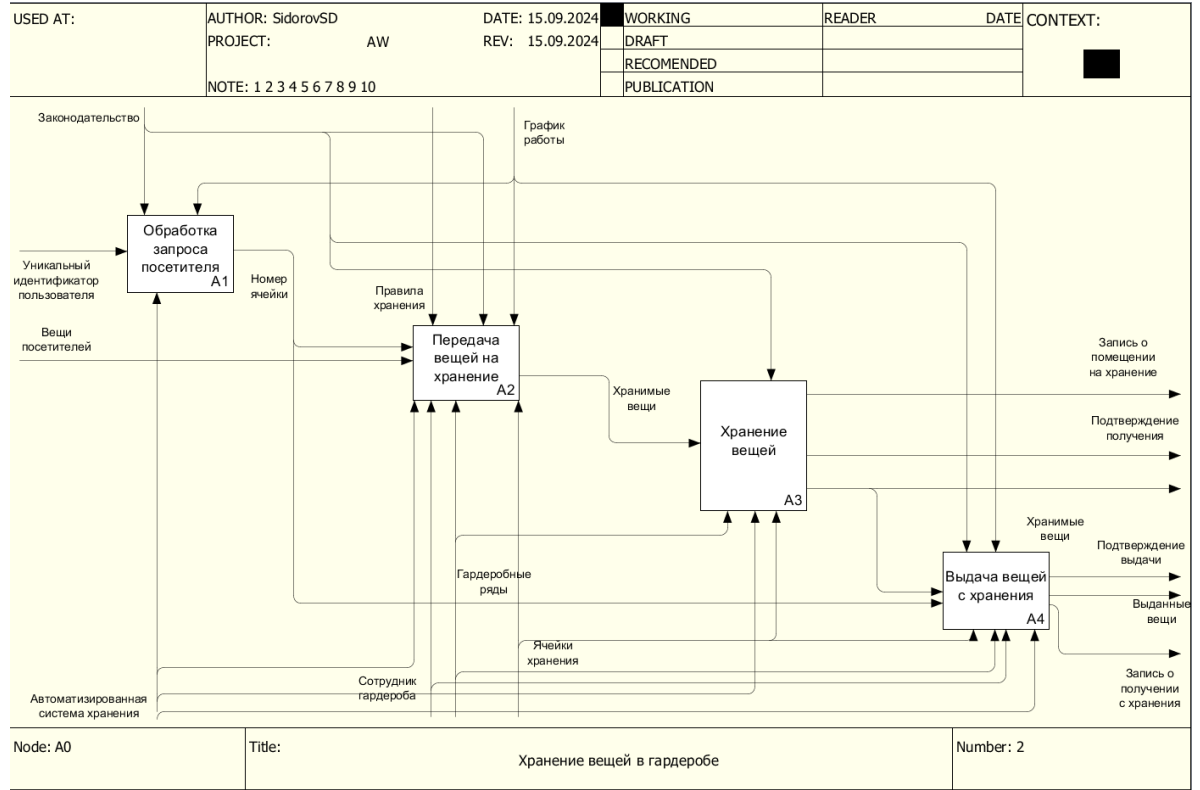 USED AT:
AUTHOR: SidorovSD
DATE: 15.09.2024
WORKING
READER
DATE
CONTEXT:
PROJECT:
AW
REV: 15.09.2024
DRAFT
RECOMENDED
NOTE: 1 2 3 4 5 6 7 8 9 10
PUBLICATION
Законодательство
График
работы
Обработка
запроса
посетителя
A1
Уникальный
идентификатор
пользователя
Номер
ячейки
Правила
хранения
Вещи
посетителей
Передача
вещей на
хранение
A2
Запись о
помещении
на хранение
Хранимые
вещи
Подтверждение
получения
Хранение
вещей
A3
Хранимые
вещи
Подтверждение
выдачи
Гардеробные
ряды
Выдача вещей
с хранения
A4
Выданные
вещи
Ячейки
хранения
Сотрудник
гардероба
Запись о
получении
с хранения
Автоматизированная
система хранения
Node: A0
Title:
Хранение вещей в гардеробе
Number: 2